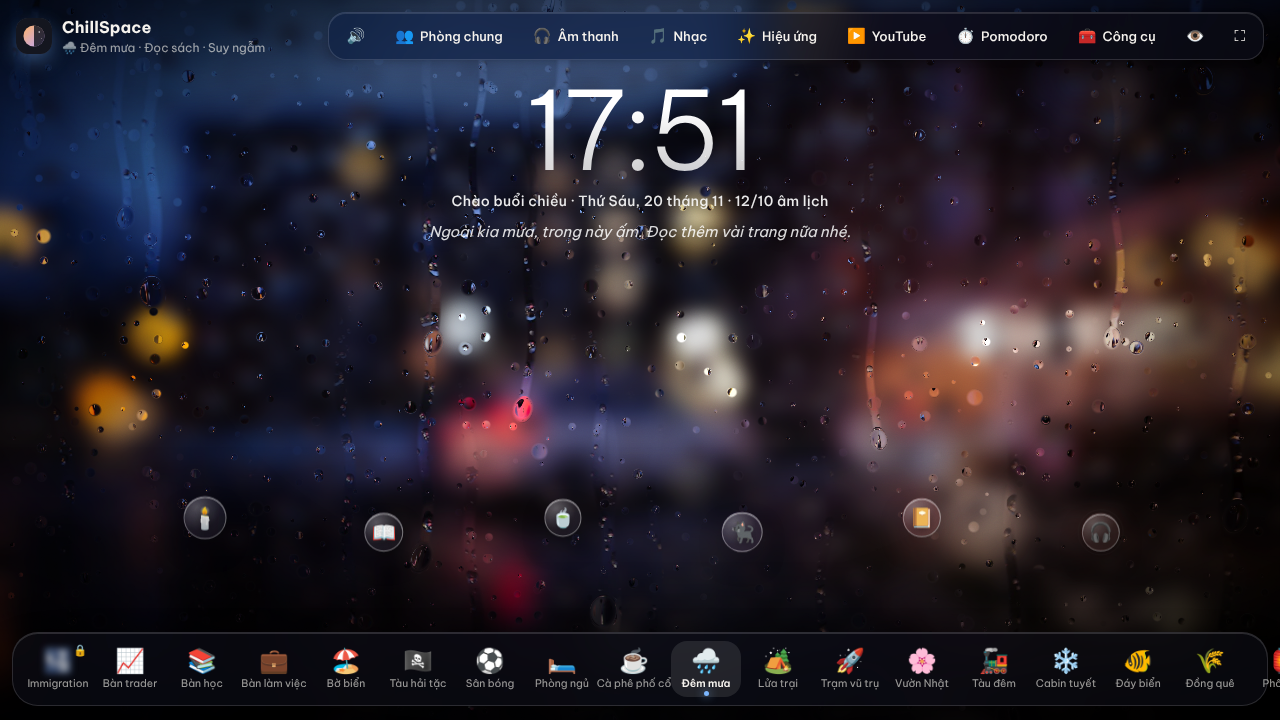 ChillSpace
Đêm mưa · Đọc sách · Suy ngẫm
Phòng chung
Âm thanh
Nhạc
Hiệu ứng
YouTube
Pomodoro
Công cụ
17:51
Chào buổi chiều · Thứ Sáu, 20 tháng 11 · 12/10 âm lịch
Ngoài kia mưa, trong này ấm. Đọc thêm vài trang nữa nhé.
Immigration
Bàn trader
Bàn học
Bàn làm việc
Bờ biển
Tàu hải tặc
Sân bóng
Phòng ngủ
Cà phê phố cổ
Đêm mưa
Lửa trại
Trạm vũ trụ
Vườn Nhật
Tàu đêm
Cabin tuyết
Đáy biển
Đồng quê